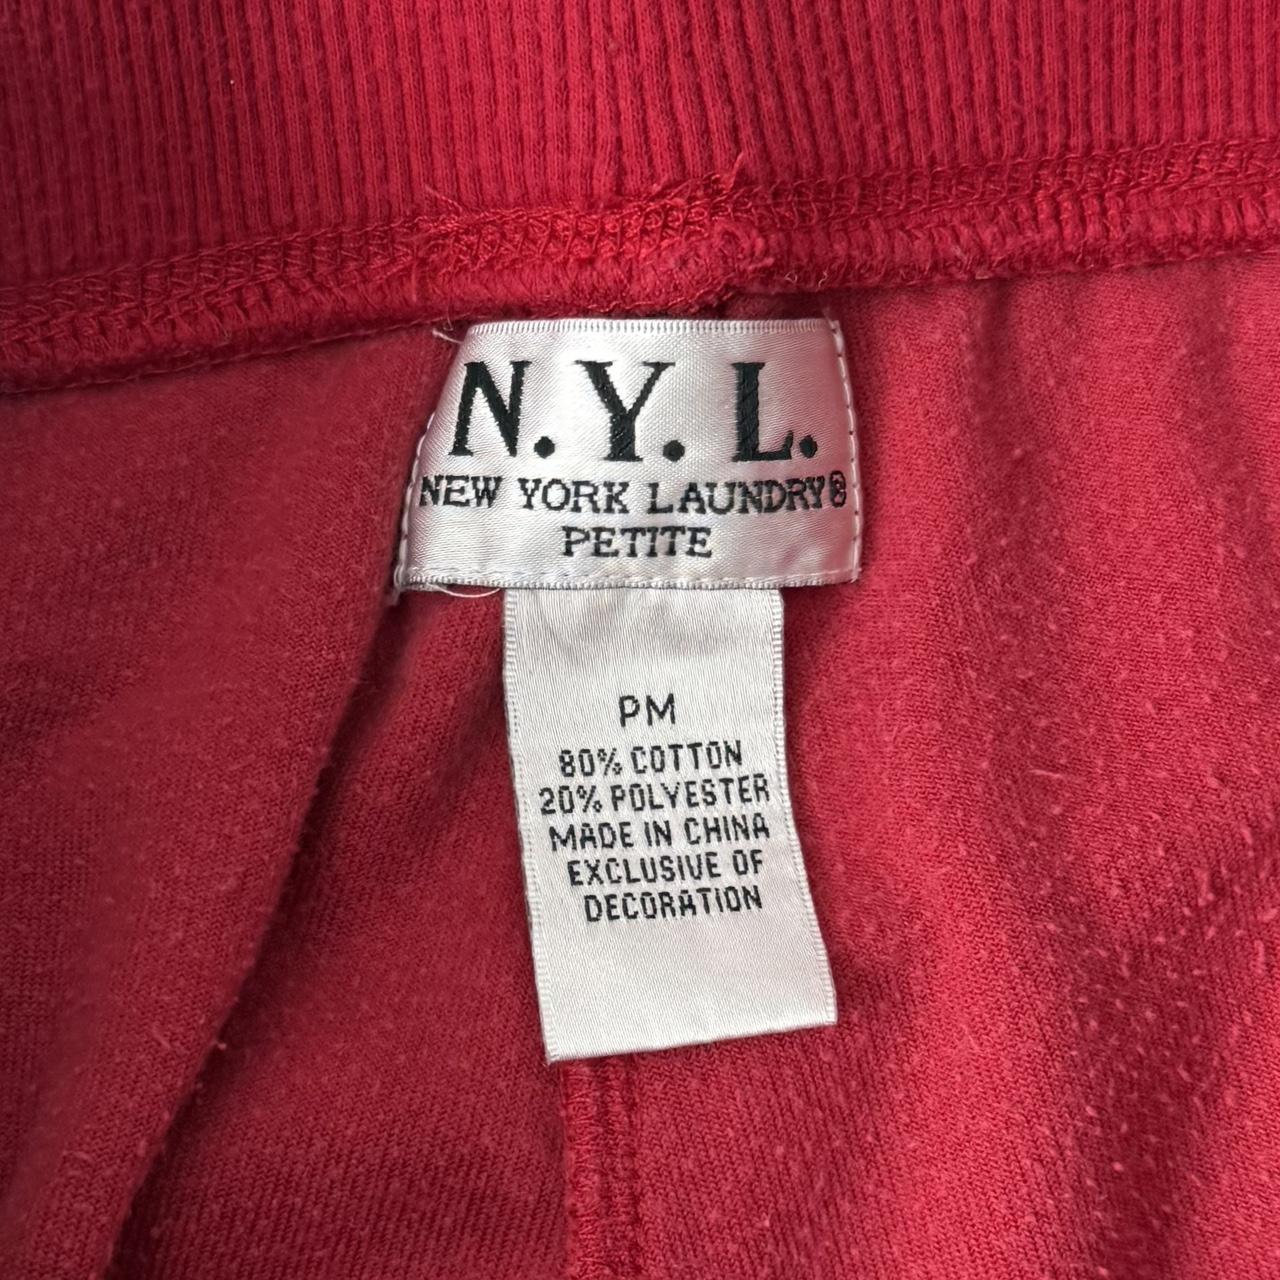 N.Y.L.
NEW YORK LAUNDRY®
PETITE
PM
80% COTTON
20% POLYESTER
MADE IN CHINA
EXCLUSIVE OF
DECORATION